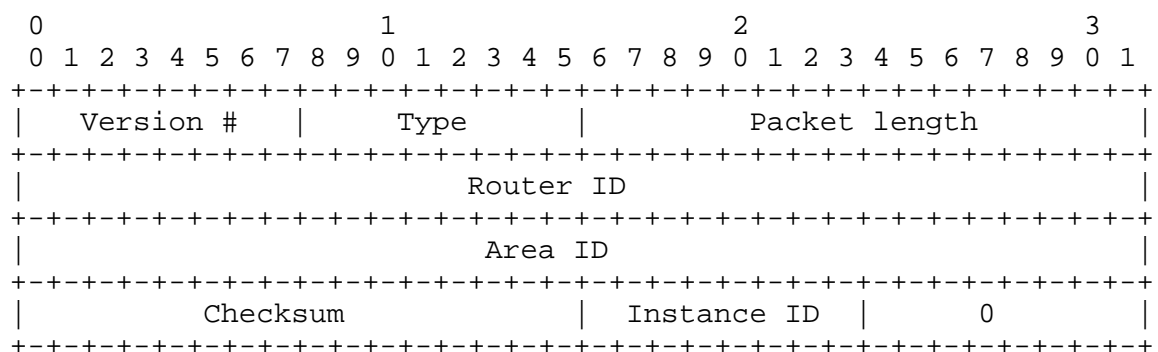 0                   1                   2                   3
 0 1 2 3 4 5 6 7 8 9 0 1 2 3 4 5 6 7 8 9 0 1 2 3 4 5 6 7 8 9 0 1
+-+-+-+-+-+-+-+-+-+-+-+-+-+-+-+-+-+-+-+-+-+-+-+-+-+-+-+-+-+-+-+-+
|   Version #   |     Type      |         Packet length         |
+-+-+-+-+-+-+-+-+-+-+-+-+-+-+-+-+-+-+-+-+-+-+-+-+-+-+-+-+-+-+-+-+
|                         Router ID                             |
+-+-+-+-+-+-+-+-+-+-+-+-+-+-+-+-+-+-+-+-+-+-+-+-+-+-+-+-+-+-+-+-+
|                          Area ID                              |
+-+-+-+-+-+-+-+-+-+-+-+-+-+-+-+-+-+-+-+-+-+-+-+-+-+-+-+-+-+-+-+-+
|          Checksum             |  Instance ID  |      0        |
+-+-+-+-+-+-+-+-+-+-+-+-+-+-+-+-+-+-+-+-+-+-+-+-+-+-+-+-+-+-+-+-+